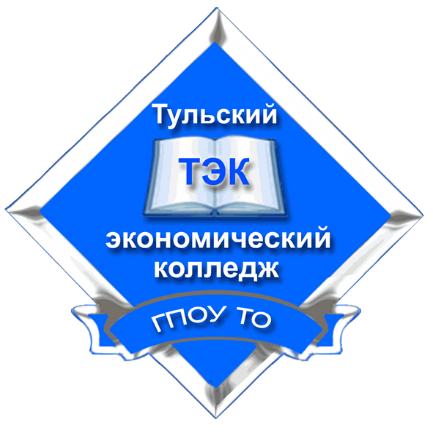 Тульский
ТЭК
экономический
колледж
ГПОУ ТО